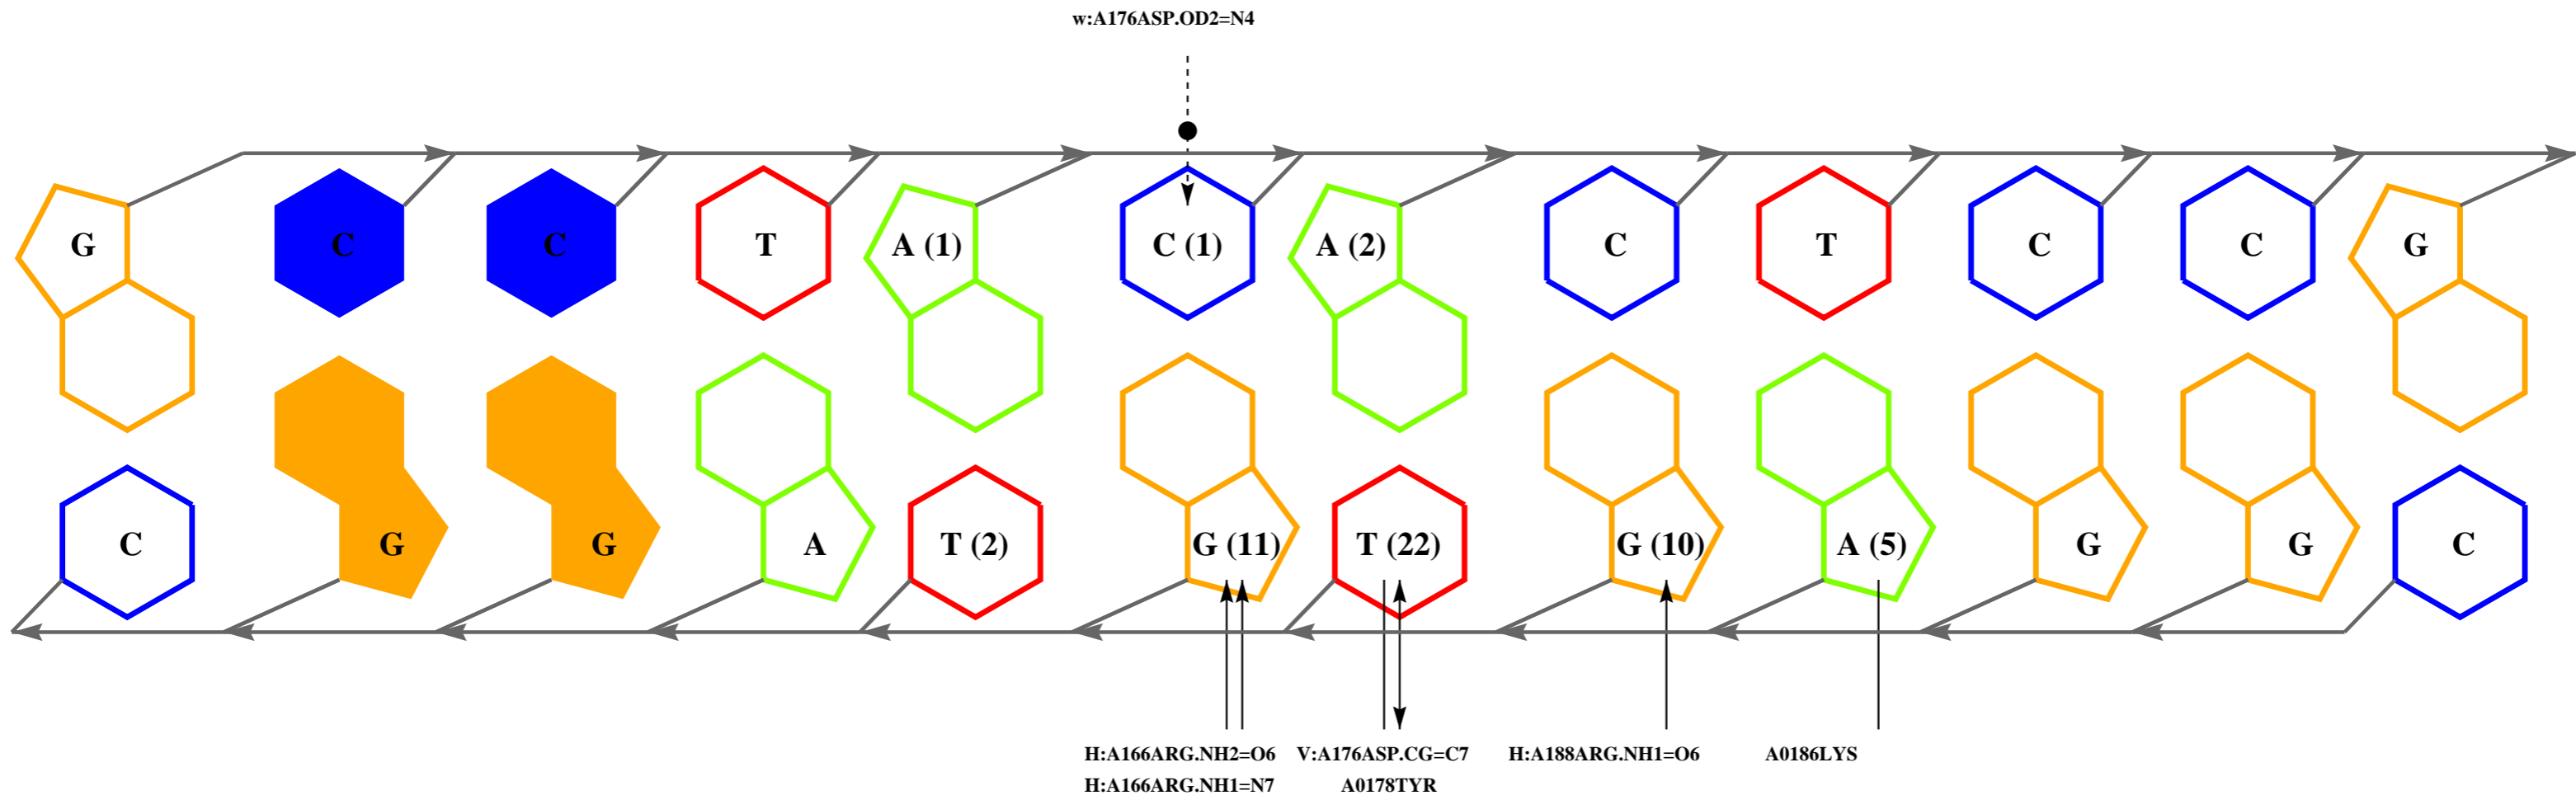 w:A176ASP.OD2=N4
G C C T A (1) C (1) A (2) C T C C G
C G G A T (2) G (11) T (22) G (10) A (5) G G C
H:A166ARG.NH2=O6 V:A176ASP.CG=C7 H:A188ARG.NH1=O6 A0186LYS
H:A166ARG.NH1=N7 A0178TYR